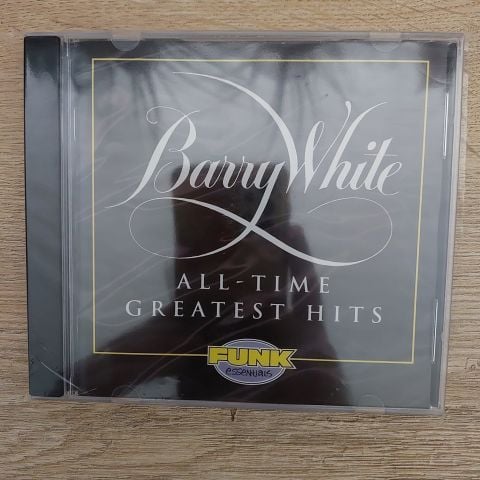 Barry White
ALL-TIME
GREATEST HITS
FUNK
essentials